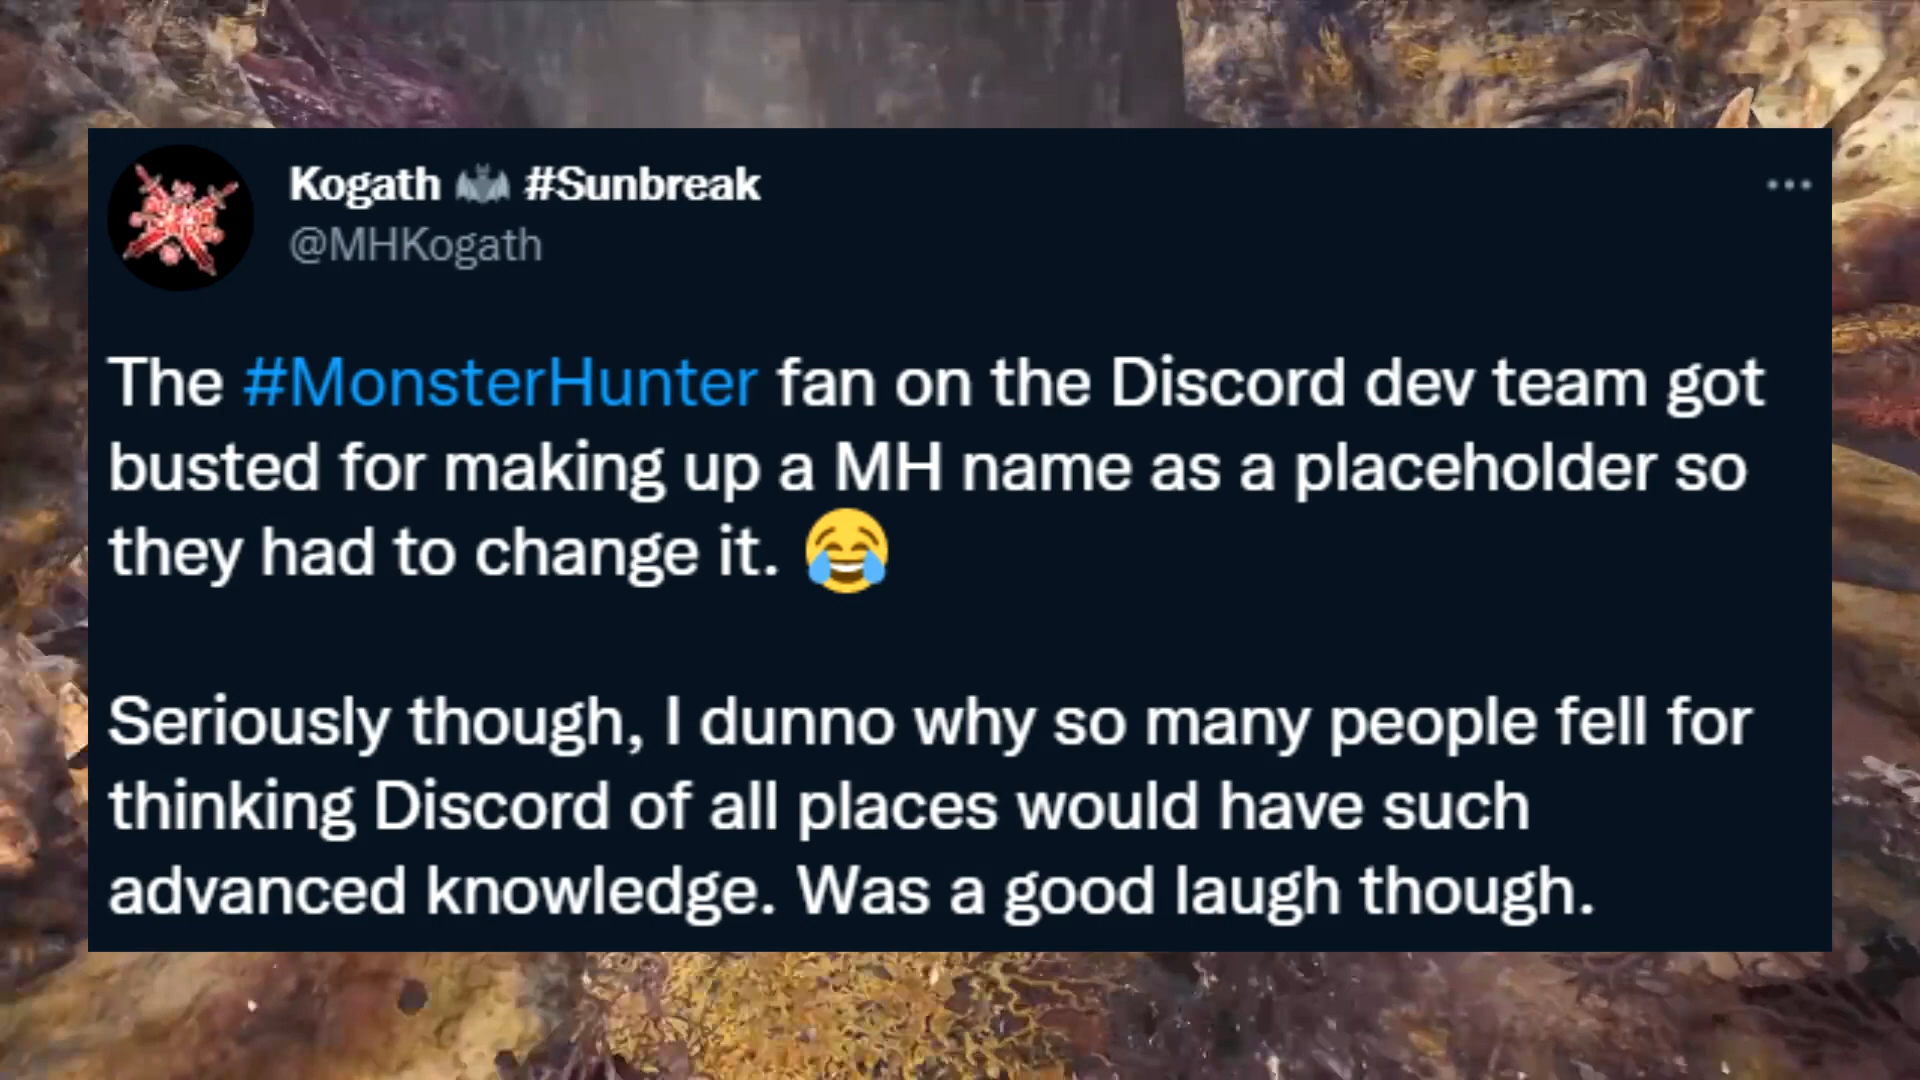 Kogath 🦇 #Sunbreak
@MHKogath
The #MonsterHunter fan on the Discord dev team got
busted for making up a MH name as a placeholder so
they had to change it. 😂
Seriously though, I dunno why so many people fell for
thinking Discord of all places would have such
advanced knowledge. Was a good laugh though.